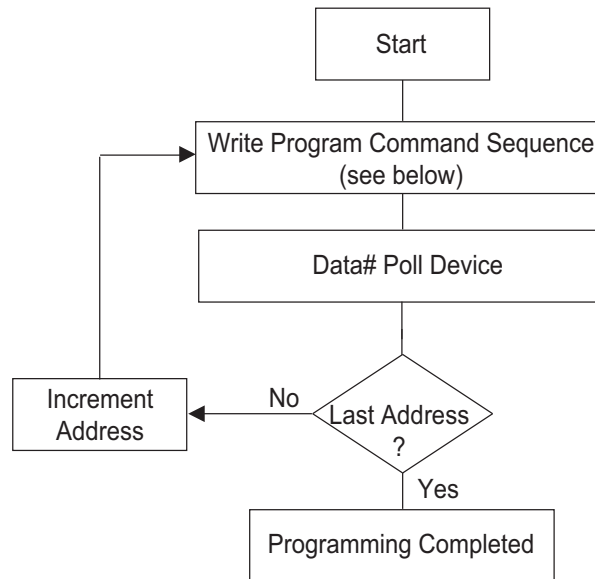 Start
Write Program Command Sequence
(see below)
Data# Poll Device
Increment
Address
No
Last Address
?
Yes
Programming Completed